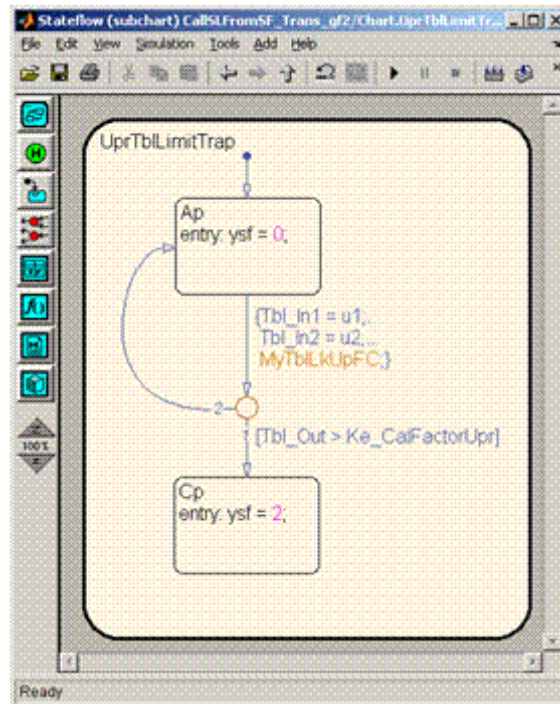 Stateflow (subchart) CallSLFromSF_Trans_gf2/Chart.UprTblLimitTr...
File Edit View Simulation Tools Add Help
UprTblLimitTrap
Ap
entry: ysf = 0;
{Tbl_In1 = u1,..
Tbl_In2 = u2,...
MyTblLkUpFC;}
2
1
[Tbl_Out > Ke_CalFactorUpr]
Cp
entry: ysf = 2;
100%
Ready